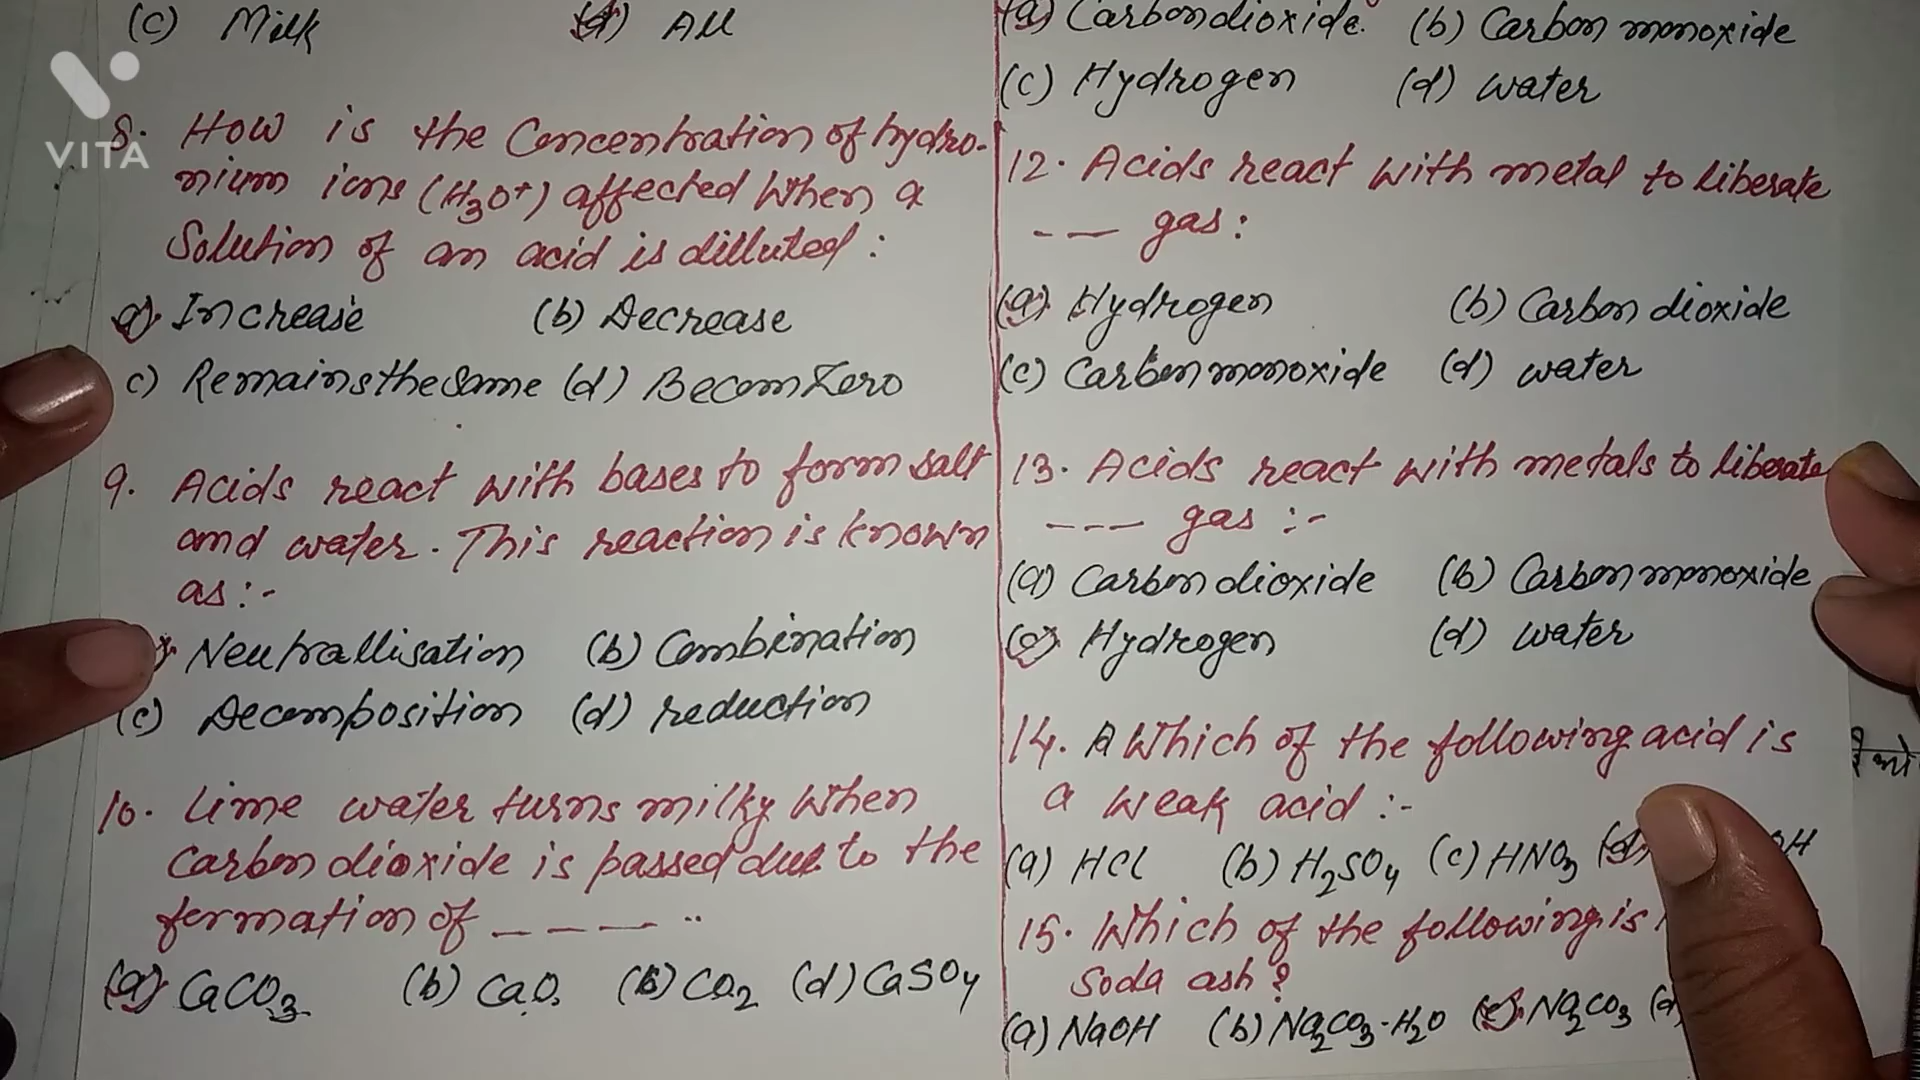 (c) Milk (d) All
8. How is the Concentration of hydro-
nium ions (H3O+) affected When a
Solution of an acid is dilluted :
a) Increase (b) Decrease
c) Remains the Same (d) Becom Zero
9. Acids react with bases to form salt
and water. This reaction is known
as :-
Neutrallisation (b) Combination
(c) Decomposition (d) reduction
10. Lime water turns milky When
Carbon dioxide is passed due to the
formation of ----
(a) CaCO3 (b) CaO. (c) CO2 (d) CaSO4
(a) Carbondioxide. (b) Carbon monoxide
(c) Hydrogen (d) water
12. Acids react with metal to liberate
--- gas :
(a) Hydrogen (b) Carbon dioxide
(c) Carbon monoxide (d) water
13. Acids react with metals to liberate
--- gas :-
(a) Carbon dioxide (b) Carbon monoxide
(c) Hydrogen (d) water
14. A Which of the following acid is
a weak acid :-
(a) HCl (b) H2SO4 (c) HNO3 (d) OH
15. Which of the following is
Soda ash ?
(a) NaOH (b) Na2CO3.H2O (c) Na2CO3 (d)
VITA